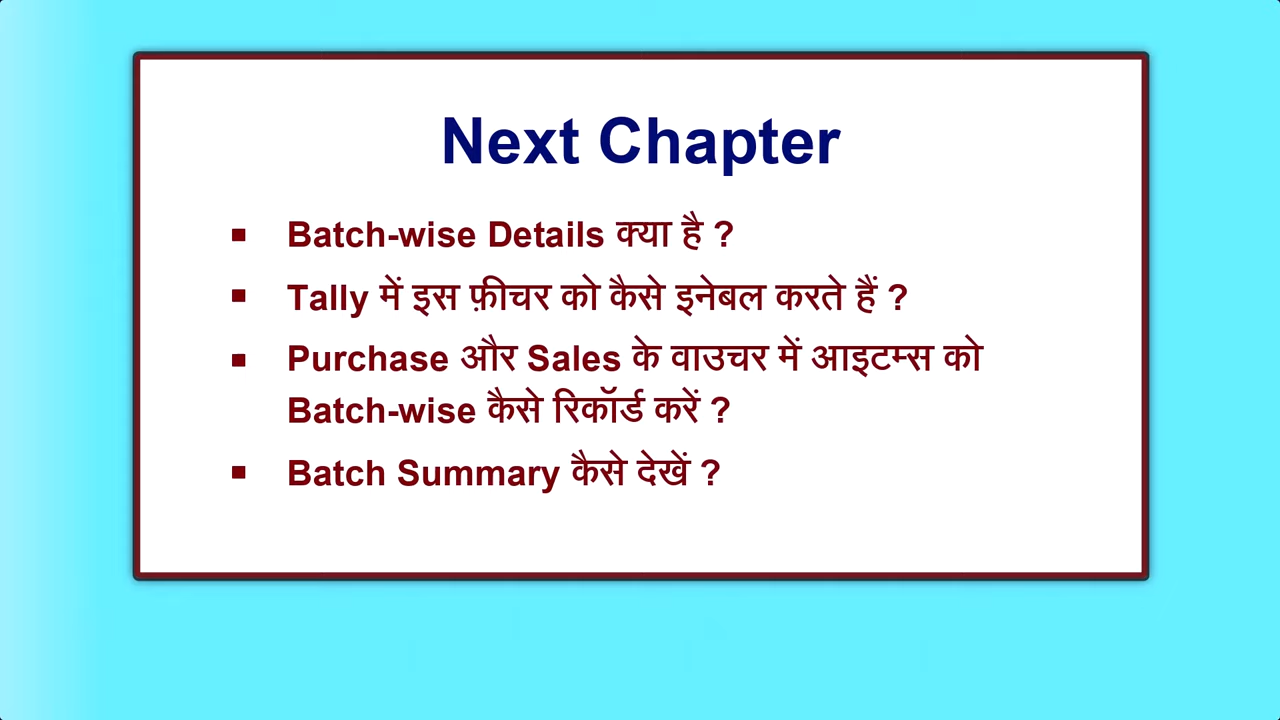 Next Chapter
▪ Batch-wise Details क्या है ?
▪ Tally में इस फ़ीचर को कैसे इनेबल करते हैं ?
▪ Purchase और Sales के वाउचर में आइटम्स को
Batch-wise कैसे रिकॉर्ड करें ?
▪ Batch Summary कैसे देखें ?